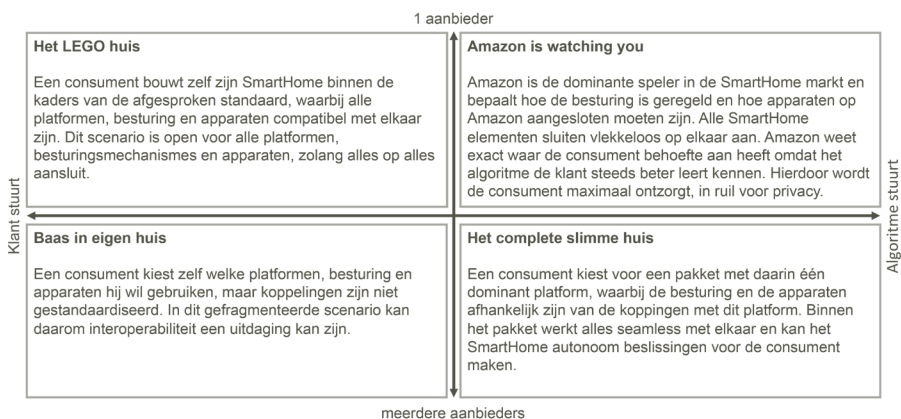 1 aanbieder
Het LEGO huis
Een consument bouwt zelf zijn SmartHome binnen de
kaders van de afgesproken standaard, waarbij alle
platformen, besturing en apparaten compatibel met elkaar
zijn. Dit scenario is open voor alle platformen,
besturingsmechanismes en apparaten, zolang alles op alles
aansluit.
Amazon is watching you
Amazon is de dominante speler in de SmartHome markt en
bepaalt hoe de besturing is geregeld en hoe apparaten op
Amazon aangesloten moeten zijn. Alle SmartHome
elementen sluiten vlekkeloos op elkaar aan. Amazon weet
exact waar de consument behoefte aan heeft omdat het
algoritme de klant steeds beter leert kennen. Hierdoor wordt
de consument maximaal ontzorgt, in ruil voor privacy.
Klant stuurt
Algoritme stuurt
Baas in eigen huis
Een consument kiest zelf welke platformen, besturing en
apparaten hij wil gebruiken, maar koppelingen zijn niet
gestandaardiseerd. In dit gefragmenteerde scenario kan
daarom interoperabiliteit een uitdaging kan zijn.
Het complete slimme huis
Een consument kiest voor een pakket met daarin één
dominant platform, waarbij de besturing en de apparaten
afhankelijk zijn van de koppingen met dit platform. Binnen
het pakket werkt alles seamless met elkaar en kan het
SmartHome autonoom beslissingen voor de consument
maken.
meerdere aanbieders